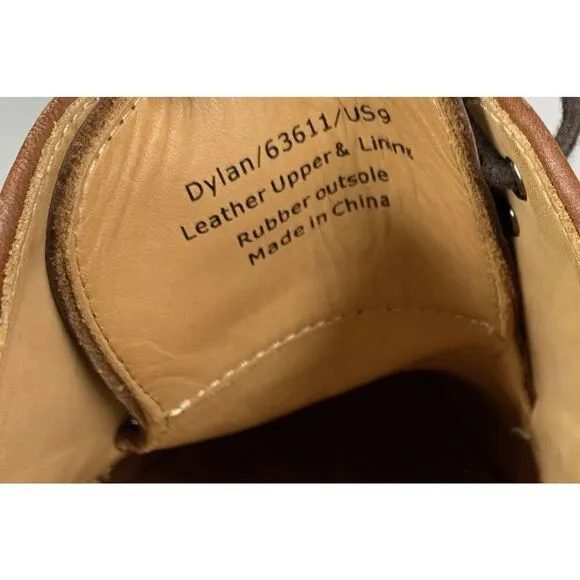 Dylan/63611/US9
Leather Upper & Lining
Rubber outsole
Made in China